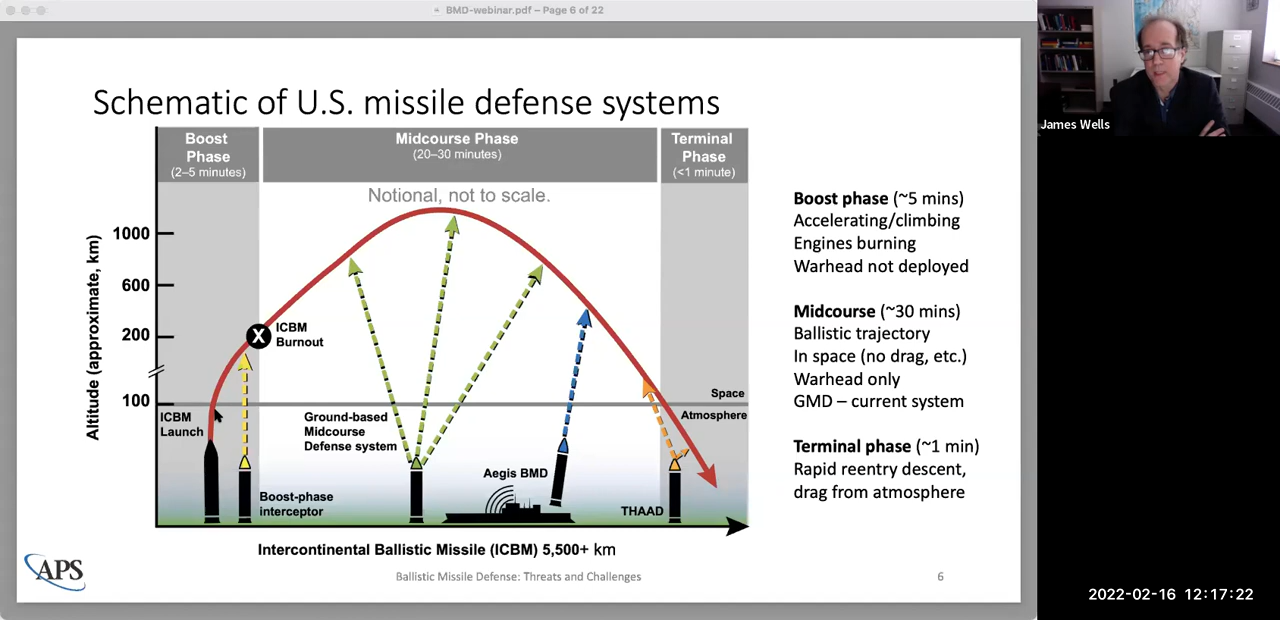 BMD-webinar.pdf – Page 6 of 22
Schematic of U.S. missile defense systems
Boost
Phase
(2–5 minutes)
Midcourse Phase
(20–30 minutes)
Terminal
Phase
(<1 minute)
Notional, not to scale.
Altitude (approximate, km)
1000
600
200
100
X
ICBM
Burnout
ICBM
Launch
Space
Atmosphere
Ground-based
Midcourse
Defense system
Boost-phase
interceptor
Aegis BMD
THAAD
Intercontinental Ballistic Missile (ICBM) 5,500+ km
Boost phase (~5 mins)
Accelerating/climbing
Engines burning
Warhead not deployed
Midcourse (~30 mins)
Ballistic trajectory
In space (no drag, etc.)
Warhead only
GMD – current system
Terminal phase (~1 min)
Rapid reentry descent,
drag from atmosphere
APS
Ballistic Missile Defense: Threats and Challenges
6
James Wells
2022-02-16 12:17:22